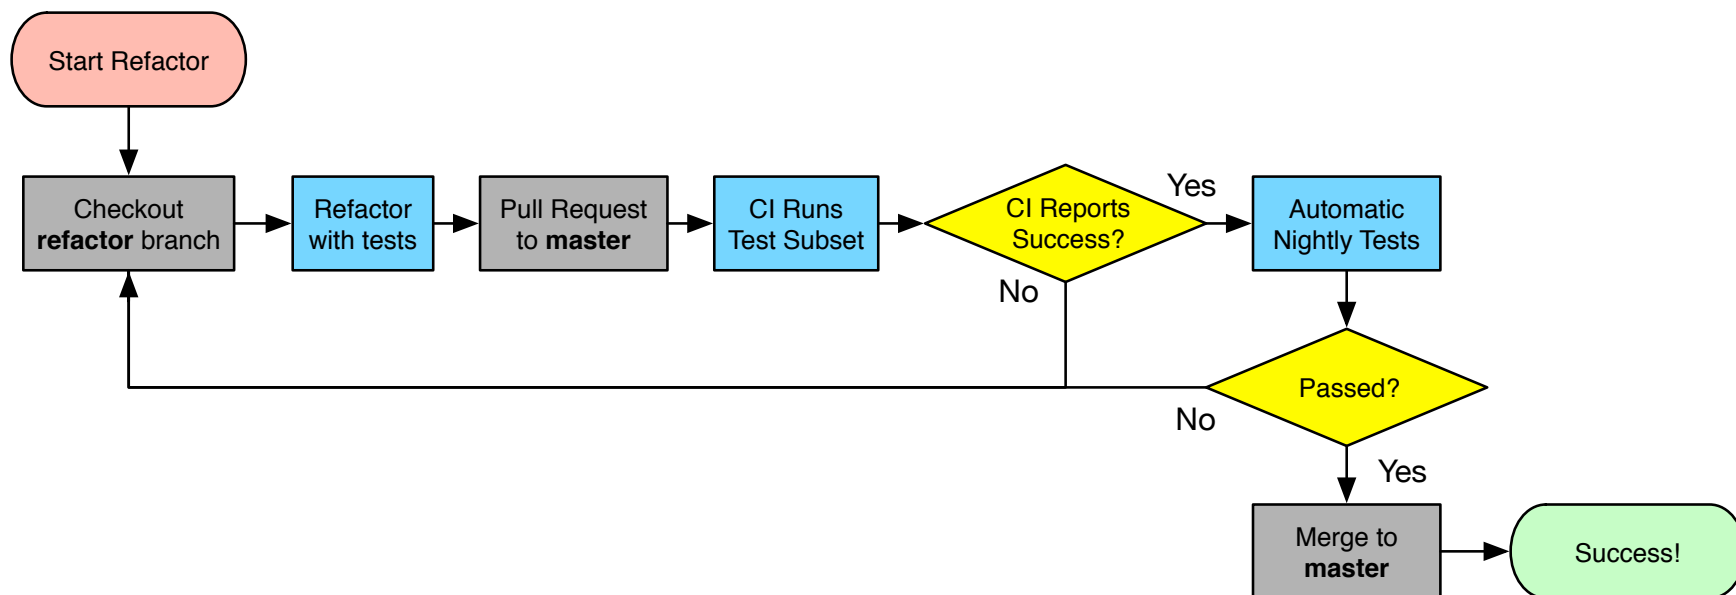 Start Refactor
Checkout
refactor branch
Refactor
with tests
Pull Request
to master
CI Runs
Test Subset
CI Reports
Success?
Yes
Automatic
Nightly Tests
No
Passed?
No
Yes
Merge to
master
Success!